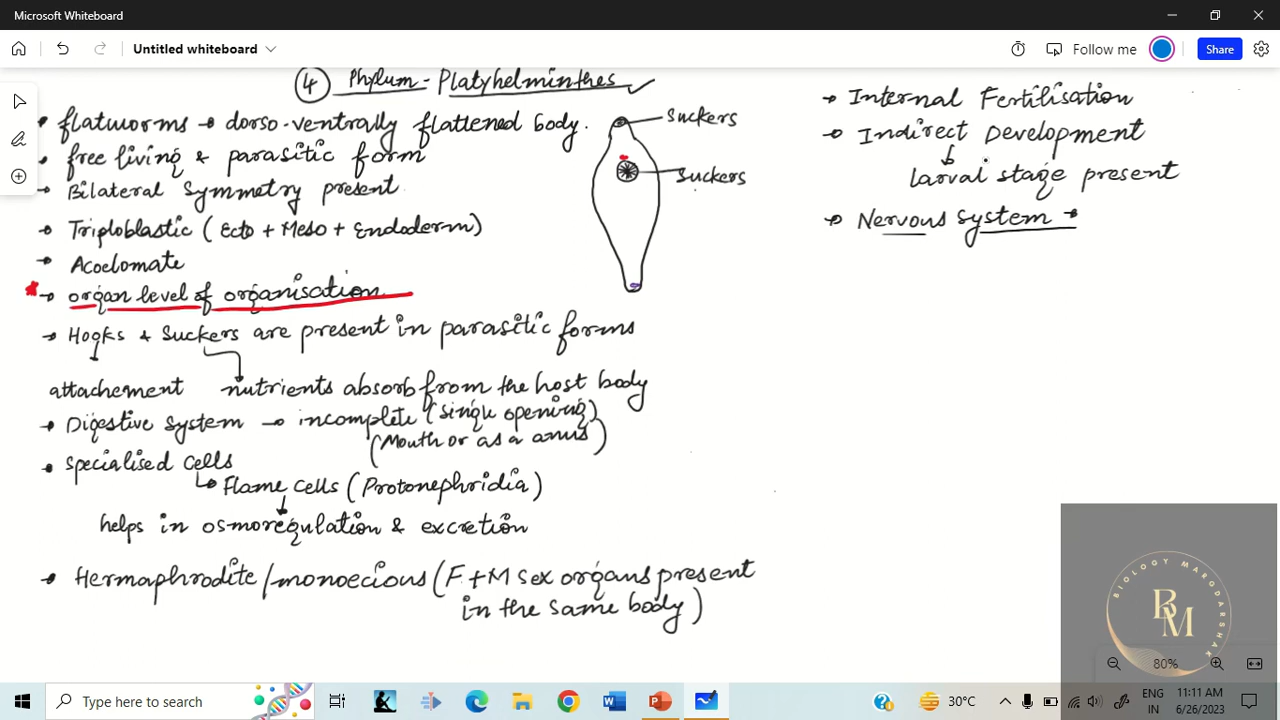 Microsoft Whiteboard
Untitled whiteboard
Follow me
Share
④ Phylum - Platyhelminthes
• flatworms → dorso-ventrally flattened body.
• free living & parasitic form
• Bilateral Symmetry present
• Triploblastic (Ecto + Meso + Endoderm)
• Acoelomate
→ organ level of organisation
→ Hooks & Suckers are present in parasitic forms
attachement nutrients absorb from the host body
→ Digestive System → incomplete (Single opening)
(Mouth or as a anus)
• Specialised cells
↳ Flame cells (Protonephridia)
helps in osmoregulation & excretion
• Hermaphrodite/monoecious (F + M sex organs present
in the same body)
Suckers
Suckers
→ Internal Fertilisation
→ Indirect Development
larval stage present
→ Nervous system →
BIOLOGY MARGDARSHAK
BM
80%
Type here to search
30°C
ENG
IN
11:11 AM
6/26/2023